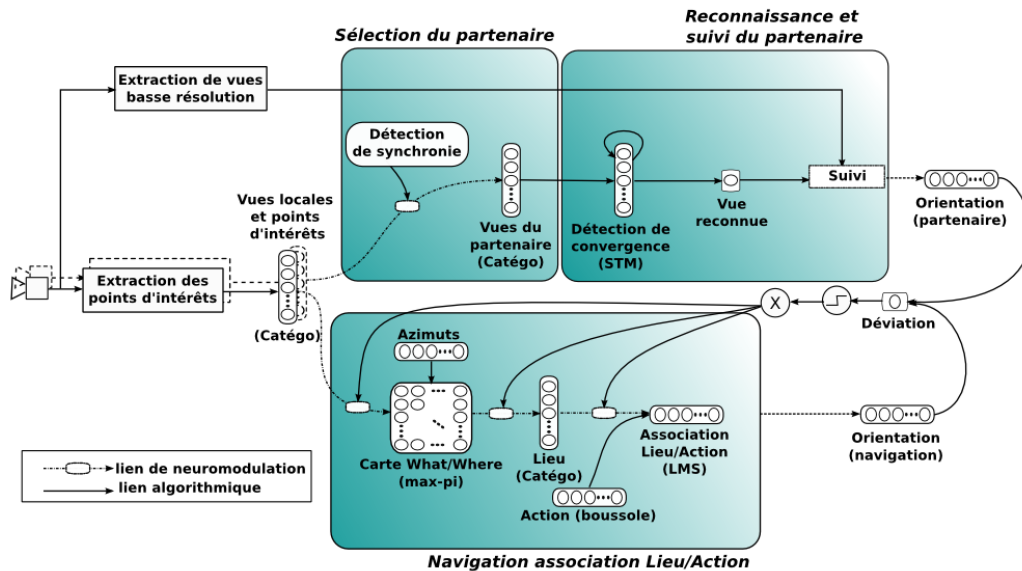 Sélection du partenaire
Reconnaissance et
suivi du partenaire
Extraction de vues
basse résolution
Détection
de synchronie
Vues locales
et points
d'intérêts
Vues du
partenaire
(Catégo)
Détection de
convergence
(STM)
Vue
reconnue
Suivi
Orientation
(partenaire)
Extraction des
points d'intérêts
(Catégo)
X
Déviation
Azimuts
Carte What/Where
(max-pi)
Lieu
(Catégo)
Association
Lieu/Action
(LMS)
Orientation
(navigation)
Action (boussole)
lien de neuromodulation
lien algorithmique
Navigation association Lieu/Action